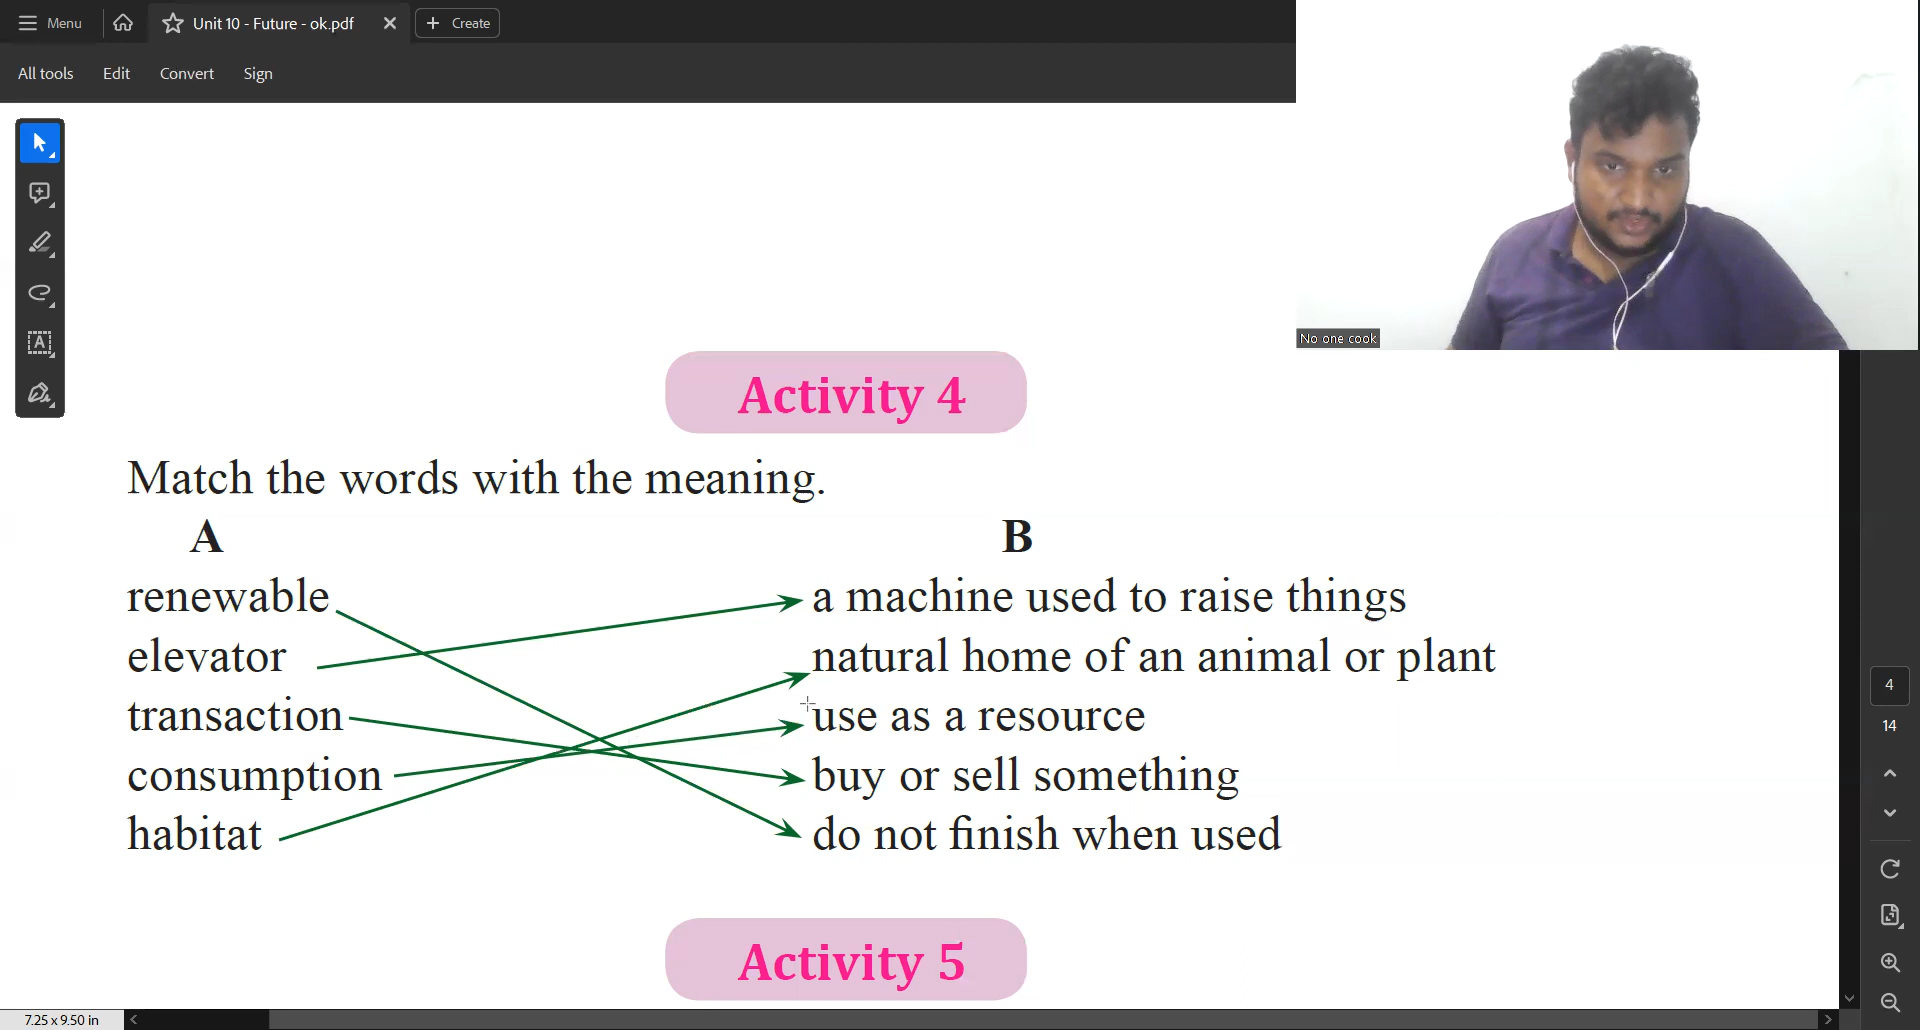 Menu
Unit 10 - Future - ok.pdf
Create
All tools Edit Convert Sign
No one cook
Activity 4
Match the words with the meaning.
A B
renewable a machine used to raise things
elevator natural home of an animal or plant
transaction use as a resource
consumption buy or sell something
habitat do not finish when used
4
14
Activity 5
7.25 x 9.50 in